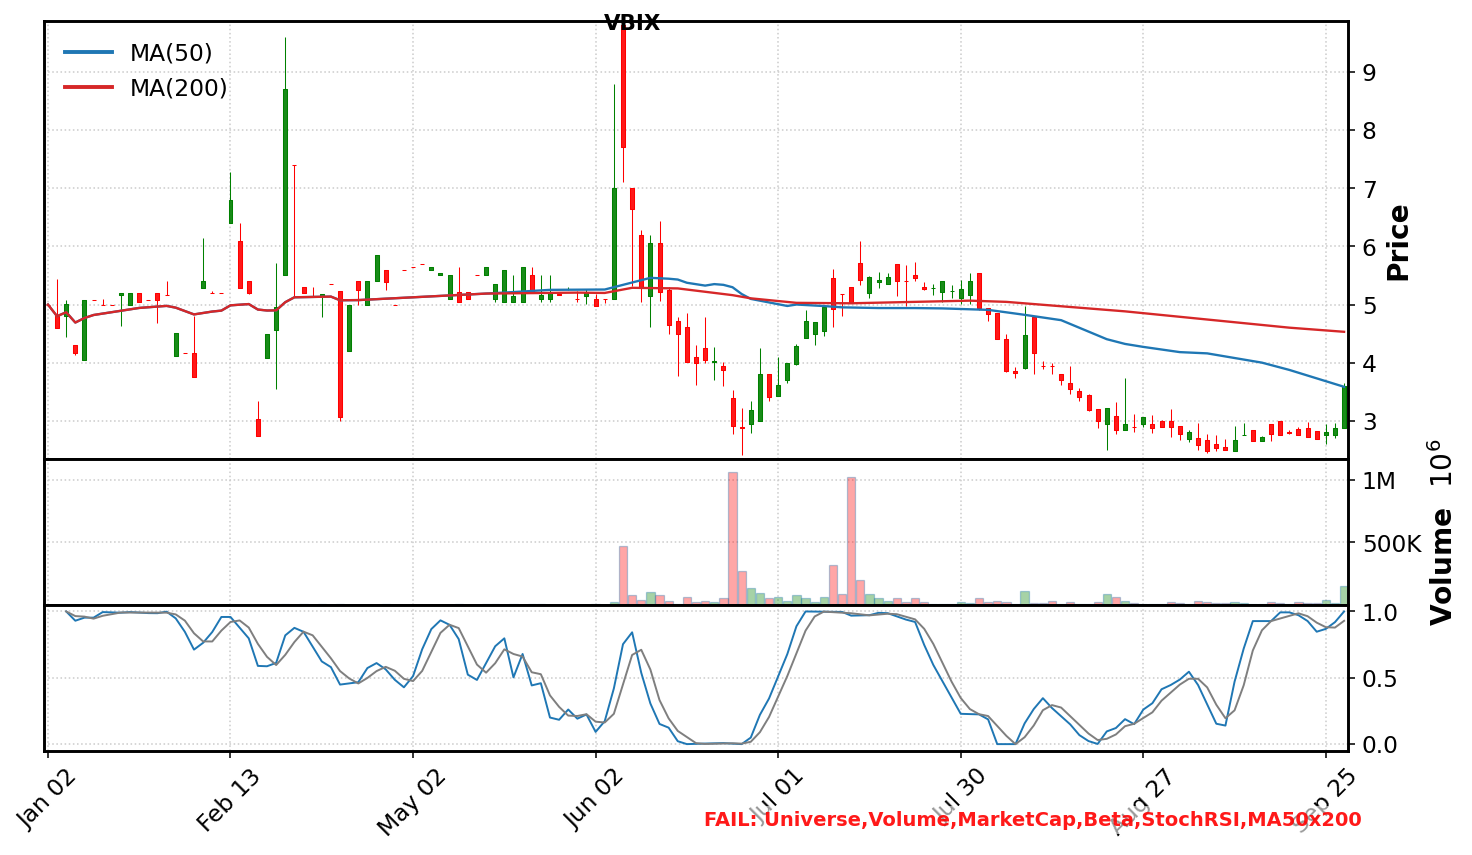 VBIX
MA(50)
MA(200)
9
8
7
6
5
4
3
Price
1M
500K
Volume 10^6
1.0
0.5
0.0
Jan 02
Feb 13
May 02
Jun 02
Jul 01
Jul 30
Aug 27
Sep 25
FAIL: Universe,Volume,MarketCap,Beta,StochRSI,MA50x200